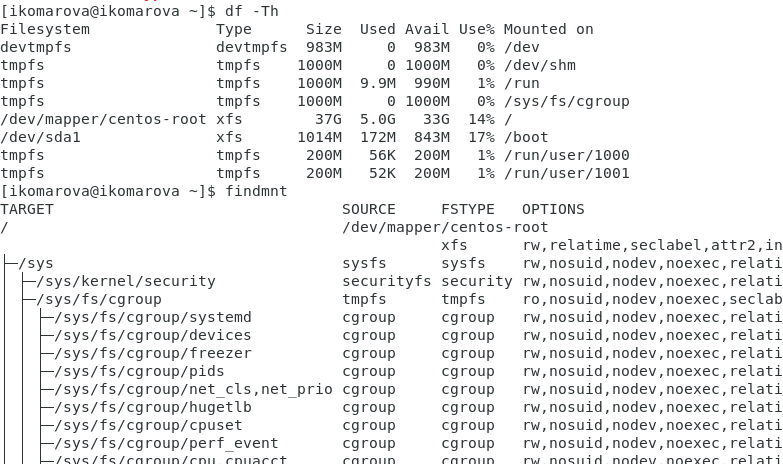 [ikomarova@ikomarova ~]$ df -Th
Filesystem              Type      Size  Used Avail Use% Mounted on
devtmpfs                devtmpfs  983M     0  983M   0% /dev
tmpfs                   tmpfs    1000M     0 1000M   0% /dev/shm
tmpfs                   tmpfs    1000M  9.9M  990M   1% /run
tmpfs                   tmpfs    1000M     0 1000M   0% /sys/fs/cgroup
/dev/mapper/centos-root xfs        37G  5.0G   33G  14% /
/dev/sda1               xfs      1014M  172M  843M  17% /boot
tmpfs                   tmpfs     200M   56K  200M   1% /run/user/1000
tmpfs                   tmpfs     200M   52K  200M   1% /run/user/1001
[ikomarova@ikomarova ~]$ findmnt
TARGET                                SOURCE     FSTYPE   OPTIONS
/                                     /dev/mapper/centos-root
                                                 xfs      rw,relatime,seclabel,attr2,in
├─/sys                                sysfs      sysfs    rw,nosuid,nodev,noexec,relati
│ ├─/sys/kernel/security              securityfs security rw,nosuid,nodev,noexec,relati
│ ├─/sys/fs/cgroup                    tmpfs      tmpfs    ro,nosuid,nodev,noexec,seclab
│ │ ├─/sys/fs/cgroup/systemd          cgroup     cgroup   rw,nosuid,nodev,noexec,relati
│ │ ├─/sys/fs/cgroup/devices          cgroup     cgroup   rw,nosuid,nodev,noexec,relati
│ │ ├─/sys/fs/cgroup/freezer          cgroup     cgroup   rw,nosuid,nodev,noexec,relati
│ │ ├─/sys/fs/cgroup/pids             cgroup     cgroup   rw,nosuid,nodev,noexec,relati
│ │ ├─/sys/fs/cgroup/net_cls,net_prio cgroup     cgroup   rw,nosuid,nodev,noexec,relati
│ │ ├─/sys/fs/cgroup/hugetlb          cgroup     cgroup   rw,nosuid,nodev,noexec,relati
│ │ ├─/sys/fs/cgroup/cpuset           cgroup     cgroup   rw,nosuid,nodev,noexec,relati
│ │ ├─/sys/fs/cgroup/perf_event       cgroup     cgroup   rw,nosuid,nodev,noexec,relati
│ │ ├─/sys/fs/cgroup/cpu,cpuacct      cgroup     cgroup   rw,nosuid,nodev,noexec,relati